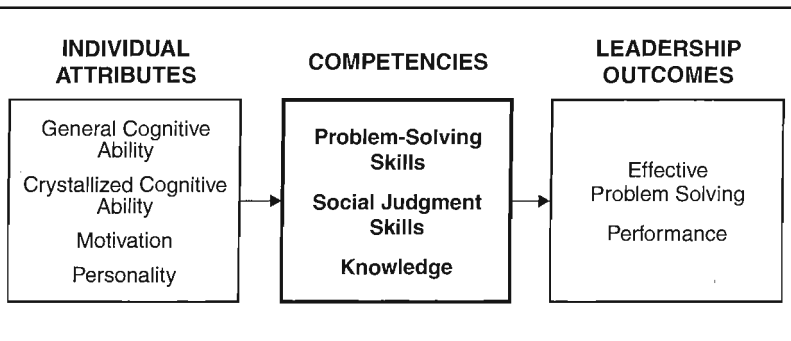 INDIVIDUAL
ATTRIBUTES
General Cognitive
Ability
Crystallized Cognitive
Ability
Motivation
Personality
COMPETENCIES
Problem-Solving
Skills
Social Judgment
Skills
Knowledge
LEADERSHIP
OUTCOMES
Effective
Problem Solving
Performance